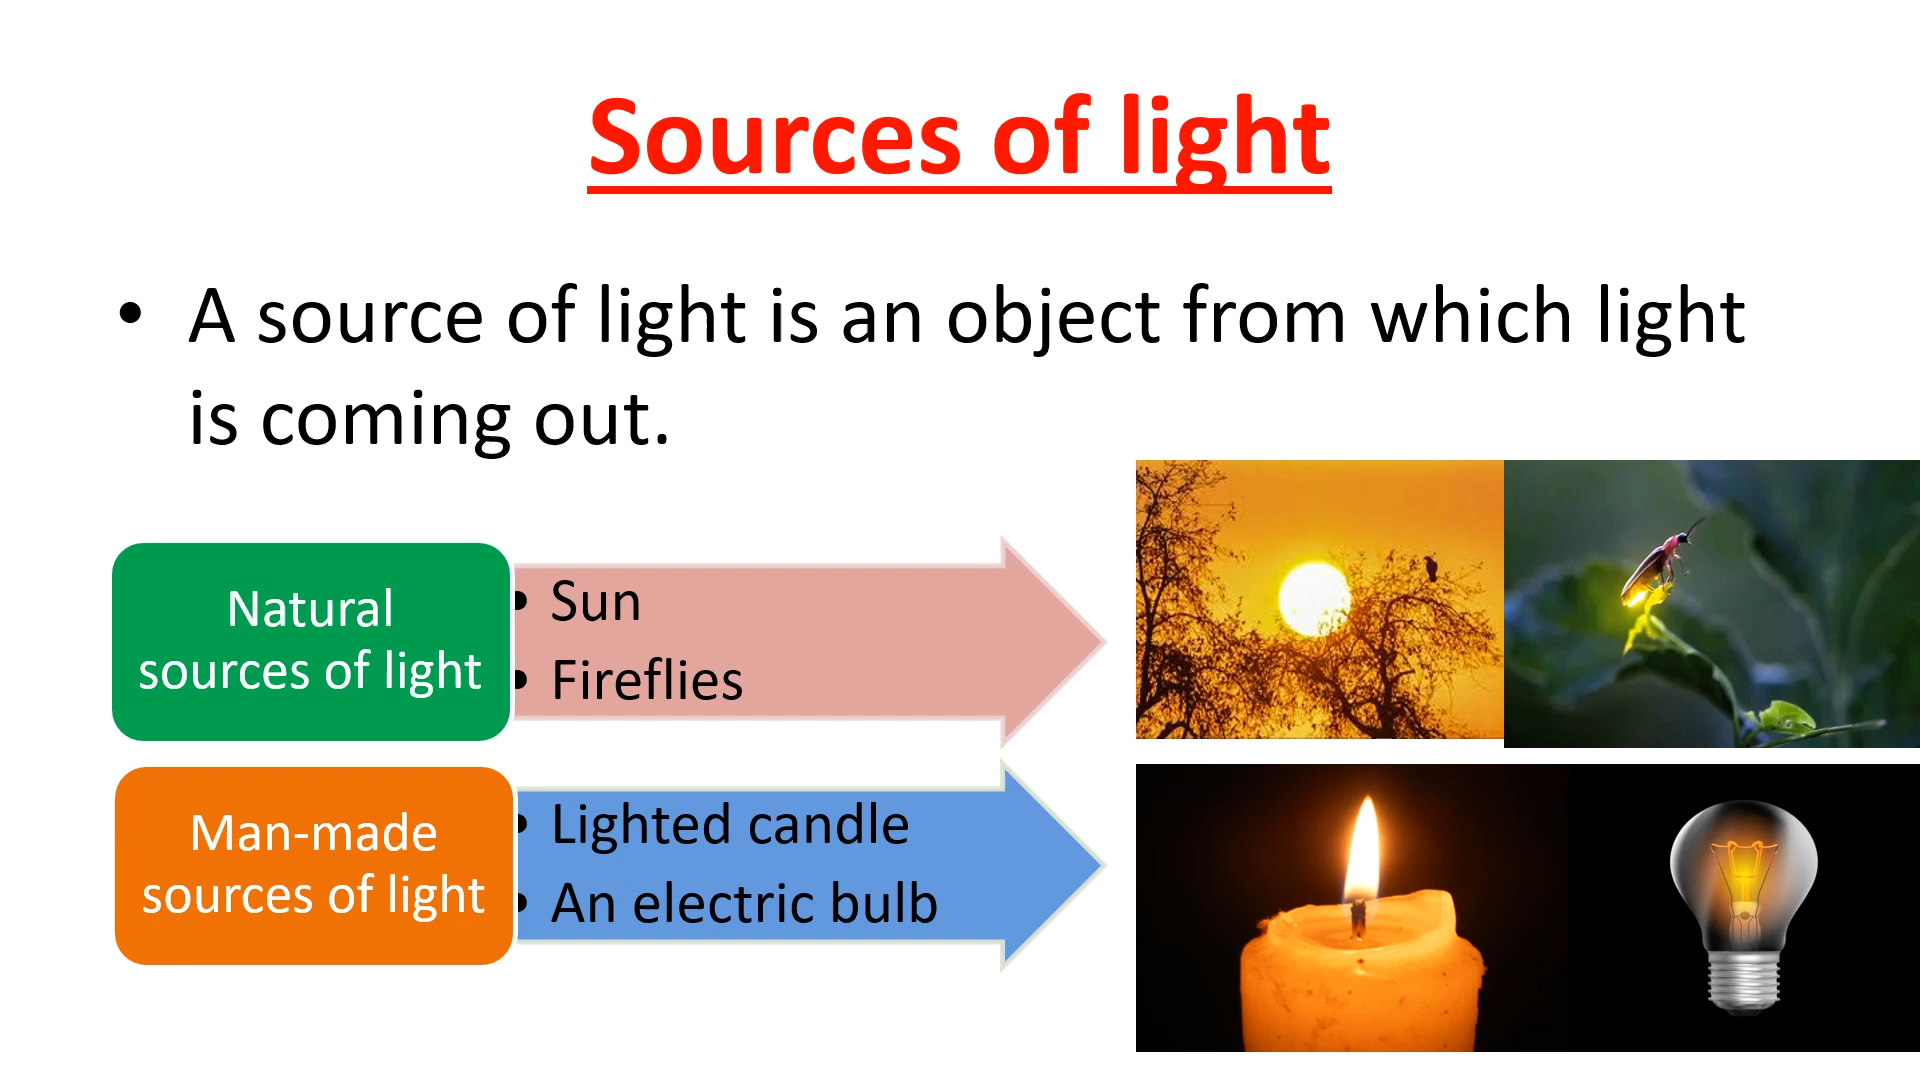 Sources of light
• A source of light is an object from which light
is coming out.
Natural
sources of light
• Sun
• Fireflies
Man-made
sources of light
• Lighted candle
• An electric bulb